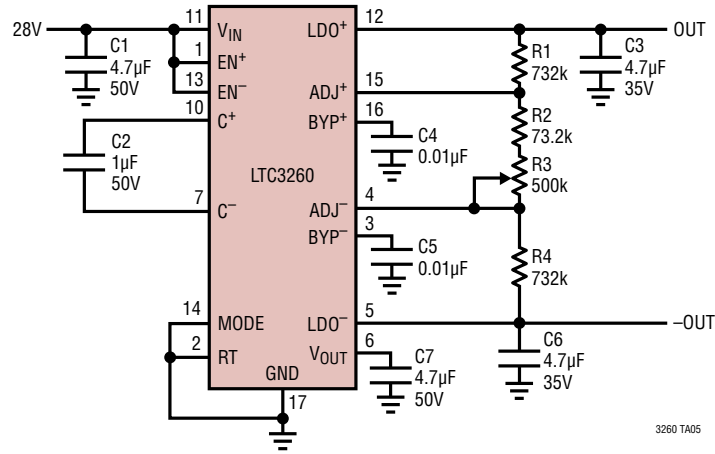 28V
C1
4.7µF
50V
11
1
13
10
C2
1µF
50V
7
14
2
VIN
EN+
EN–
C+
C–
MODE
RT
LTC3260
GND
17
LDO+
ADJ+
BYP+
ADJ–
BYP–
LDO–
VOUT
12
15
16
4
3
5
6
C4
0.01µF
C5
0.01µF
C7
4.7µF
50V
R1
732k
R2
73.2k
R3
500k
R4
732k
C3
4.7µF
35V
C6
4.7µF
35V
OUT
–OUT
3260 TA05